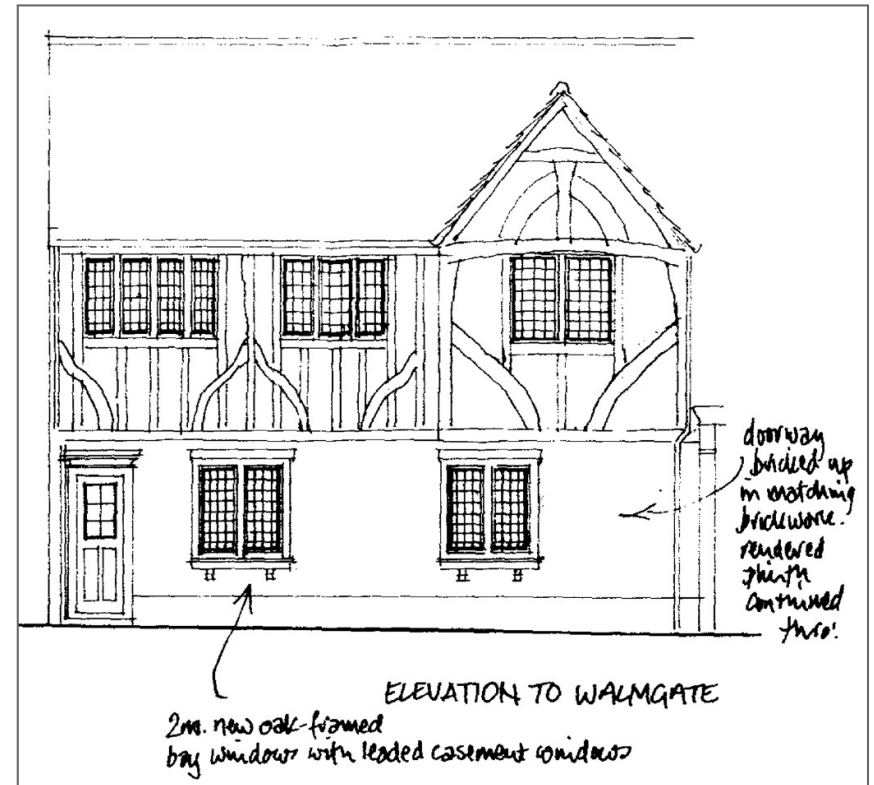 doorway
bricked up
in matching
brickwork.
rendered
plinth
continued
thro'.
ELEVATION TO WALMGATE
2no. new oak-framed
bay windows with leaded casement windows